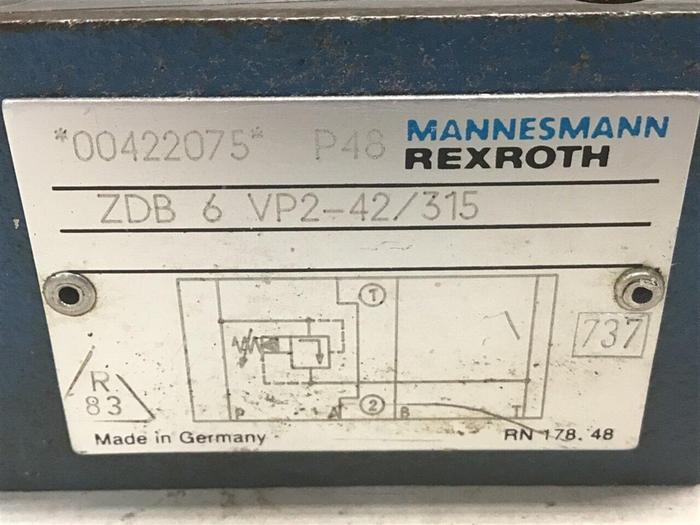 *00422075* P48 MANNESMANN
REXROTH
ZDB 6 VP2-42/315
1
737
R
83
P A 2 B T
Made in Germany RN 178.48